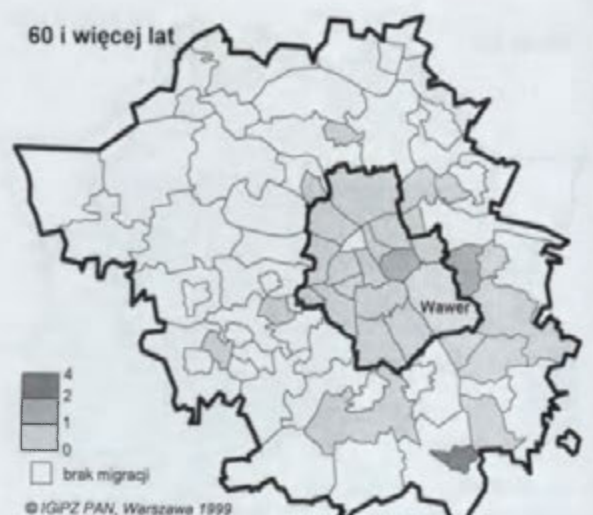 60 i więcej lat
Wawer
4
2
1
0
brak migracji
© IGiPZ PAN, Warszawa 1999